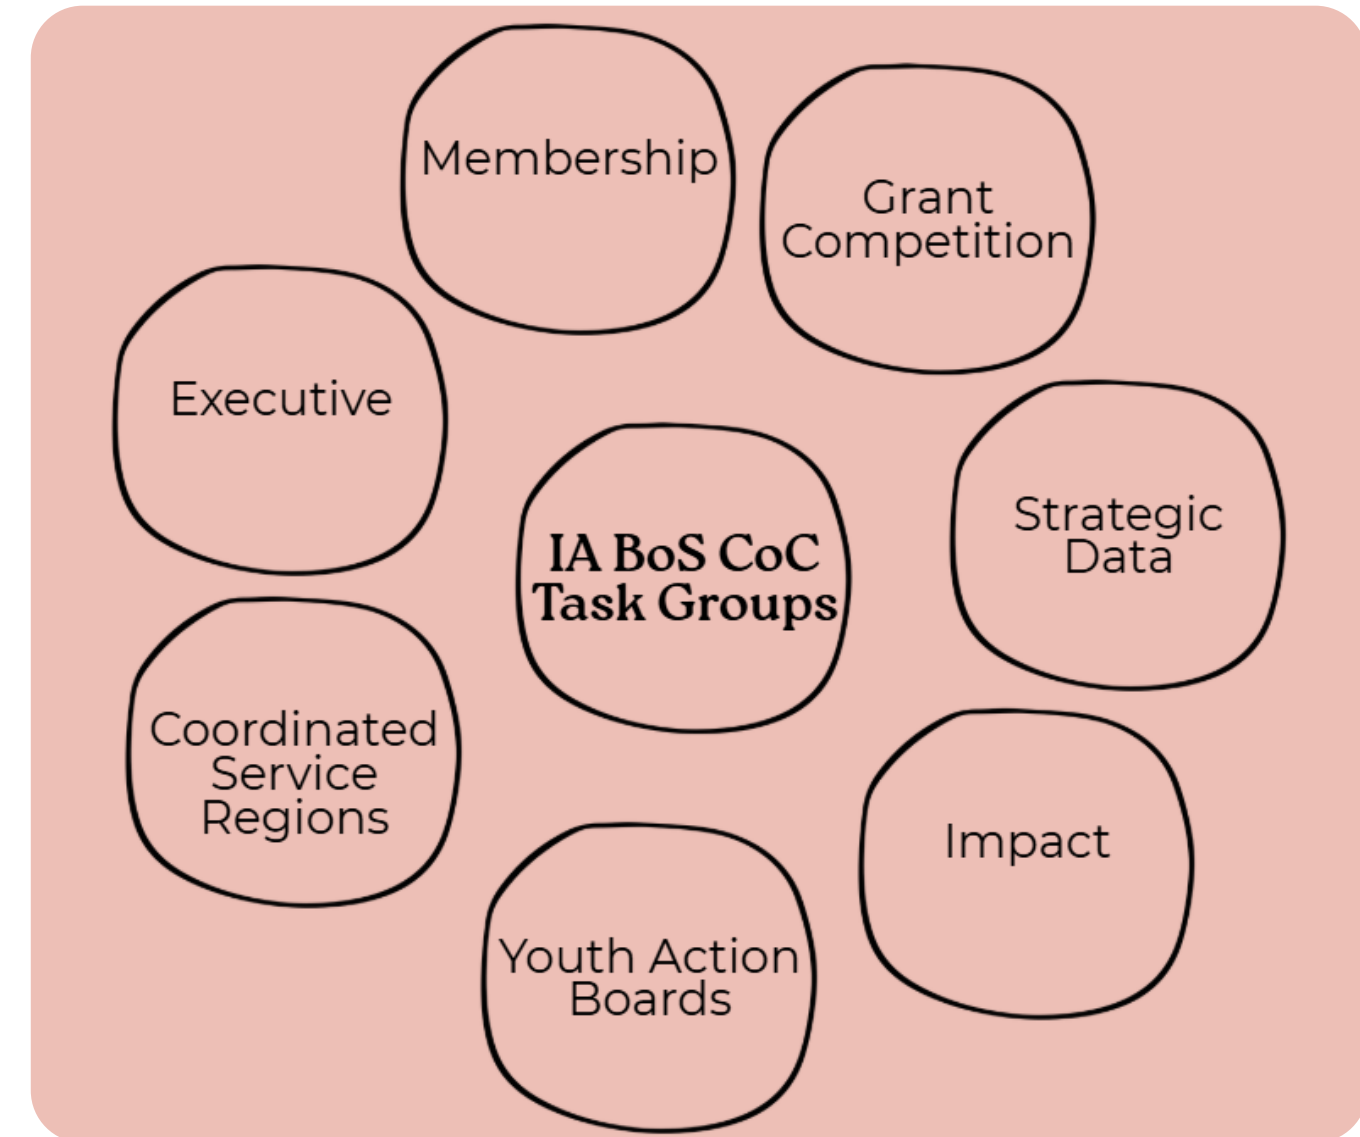 Membership
Grant
Competition
Executive
Strategic
Data
IA BoS CoC
Task Groups
Coordinated
Service
Regions
Impact
Youth Action
Boards